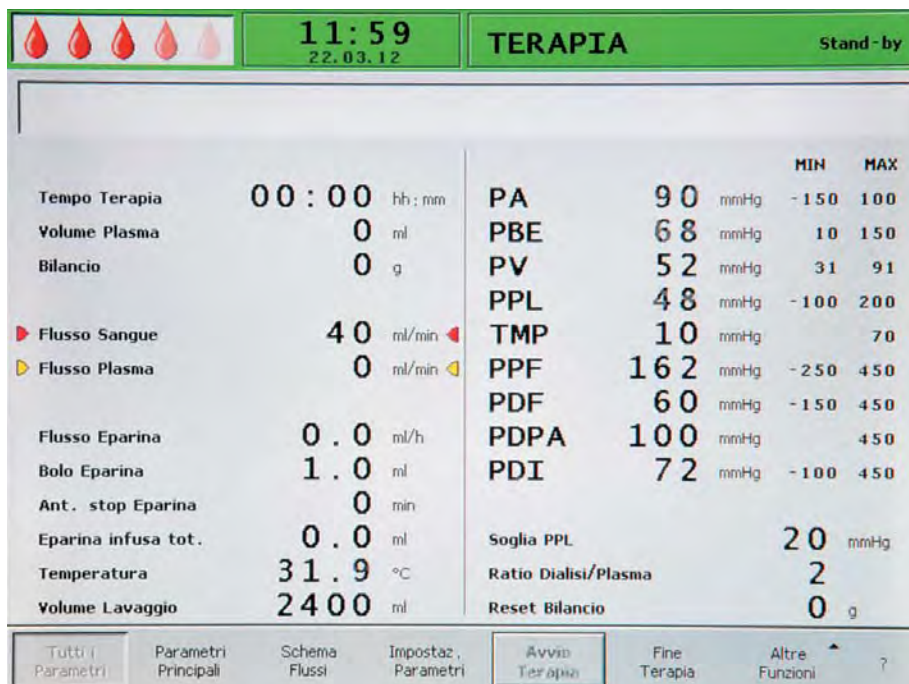 11:59
22.03.12
TERAPIA
Stand-by
MIN MAX
Tempo Terapia 00:00 hh:mm
PA 90 mmHg -150 100
Volume Plasma 0 ml
PBE 68 mmHg 10 150
Bilancio 0 g
PV 52 mmHg 31 91
PPL 48 mmHg -100 200
Flusso Sangue 40 ml/min
TMP 10 mmHg 70
Flusso Plasma 0 ml/min
PPF 162 mmHg -250 450
PDF 60 mmHg -150 450
Flusso Eparina 0.0 ml/h
PDPA 100 mmHg 450
Bolo Eparina 1.0 ml
PDI 72 mmHg -100 450
Ant. stop Eparina 0 min
Eparina infusa tot. 0.0 ml
Soglia PPL 20 mmHg
Temperatura 31.9 °C
Ratio Dialisi/Plasma 2
Volume Lavaggio 2400 ml
Reset Bilancio 0 g
Tutti i
Parametri
Parametri
Principali
Schema
Flussi
Impostaz.
Parametri
Avvio
Terapia
Fine
Terapia
Altre
Funzioni
?